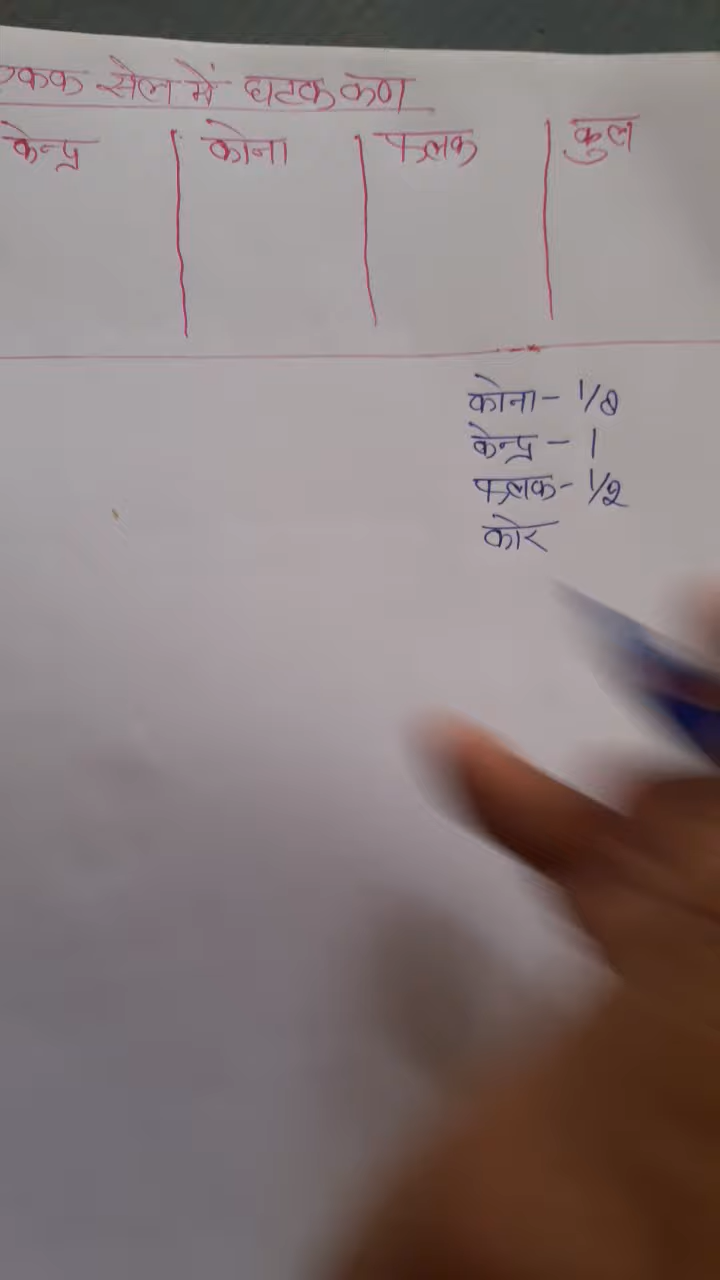 एकक सेल में घटक कण
केन्द्र कोना फलक कुल
कोना - 1/8
केन्द्र - 1
फलक - 1/2
कोर